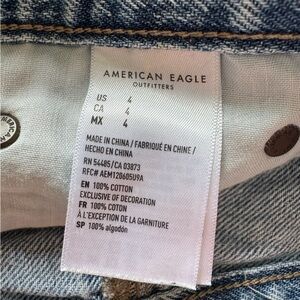 AMERICAN EAGLE
OUTFITTERS
US 4
CA 4
MX 4
MADE IN CHINA / FABRIQUÉ EN CHINE /
HECHO EN CHINA
RN 54485/CA 03873
RFC# AEM120605U9A
EN 100% COTTON
EXCLUSIVE OF DECORATION
FR 100% COTON
À L'EXCEPTION DE LA GARNITURE
SP 100% algodón